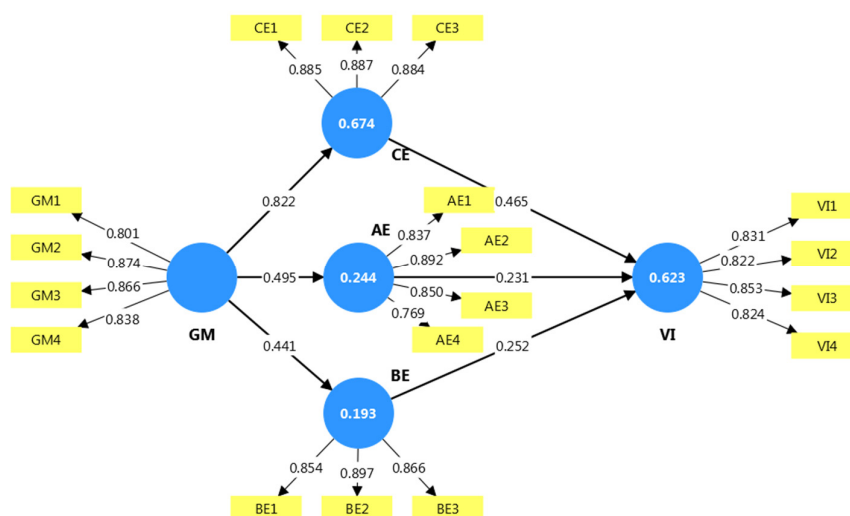 CE1 CE2 CE3
0.885 0.887 0.884
0.674
CE
0.822
GM1
GM2
GM3
GM4
0.801
0.874
0.866
0.838
GM
0.495
0.441
AE
0.244
AE1
AE2
AE3
AE4
0.837
0.892
0.850
0.769
0.465
0.231
0.252
BE
0.193
0.854 0.897 0.866
BE1 BE2 BE3
0.623
VI
0.831
0.822
0.853
0.824
VI1
VI2
VI3
VI4